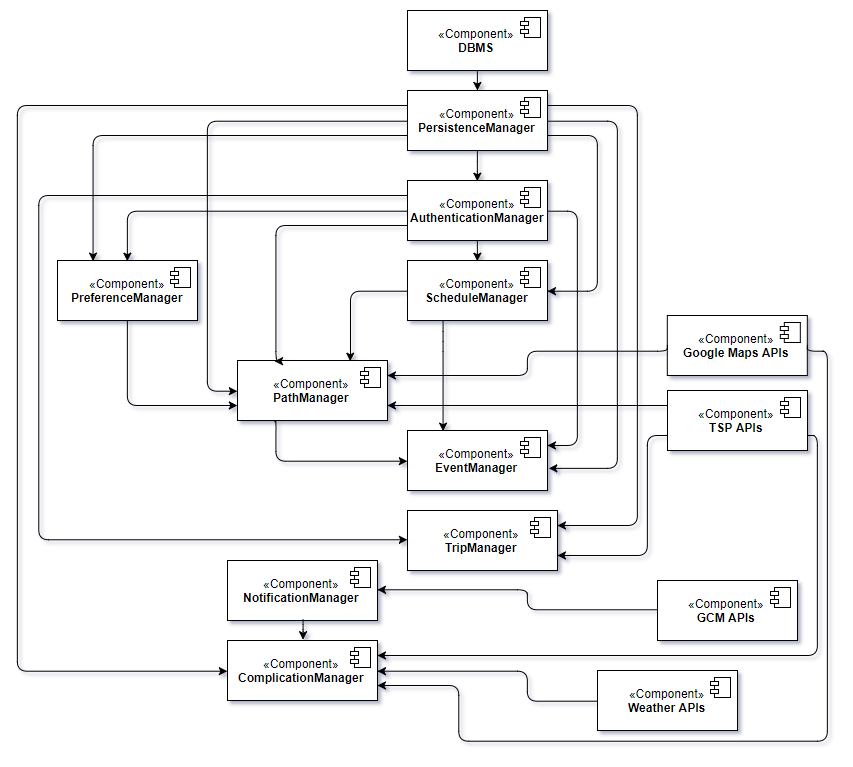 «Component»
DBMS
«Component»
PersistenceManager
«Component»
AuthenticationManager
«Component»
PreferenceManager
«Component»
ScheduleManager
«Component»
Google Maps APIs
«Component»
PathManager
«Component»
TSP APIs
«Component»
EventManager
«Component»
TripManager
«Component»
NotificationManager
«Component»
GCM APIs
«Component»
ComplicationManager
«Component»
Weather APIs